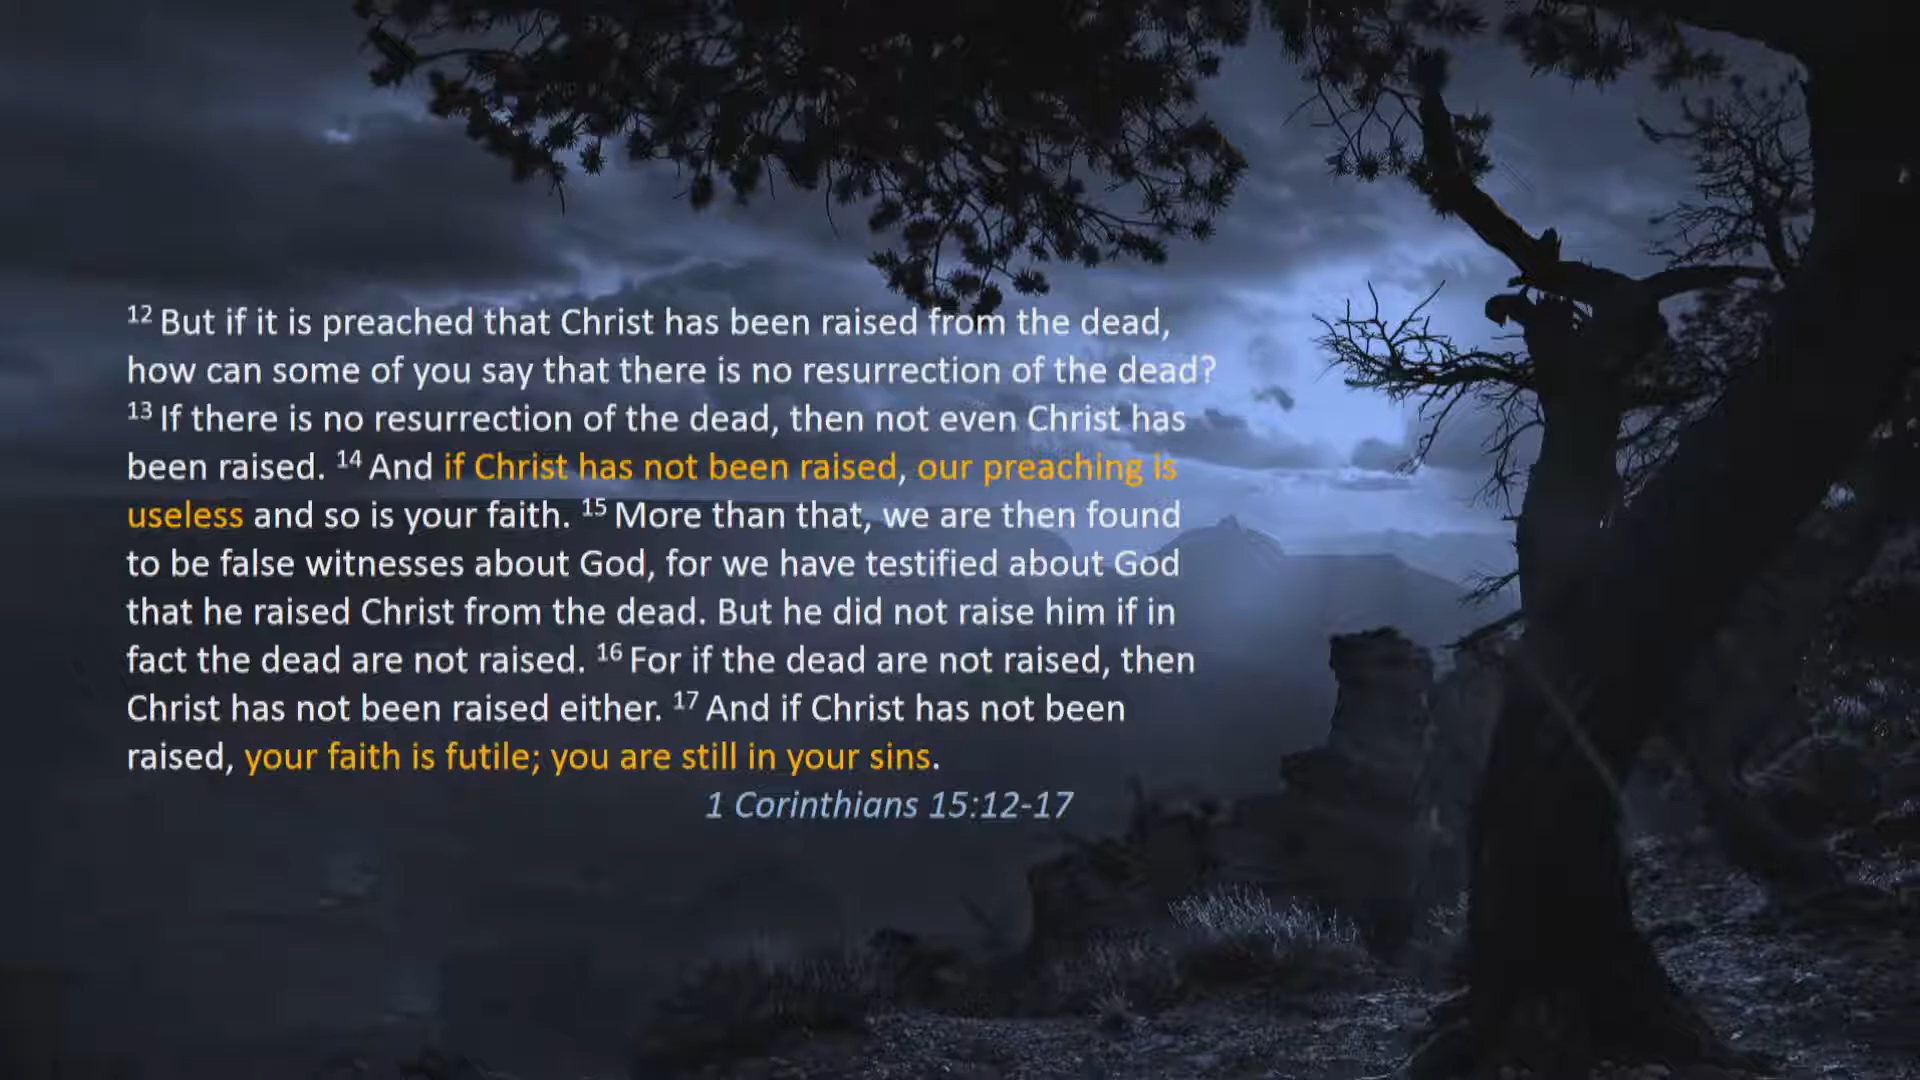 12 But if it is preached that Christ has been raised from the dead,
how can some of you say that there is no resurrection of the dead?
13 If there is no resurrection of the dead, then not even Christ has
been raised. 14 And if Christ has not been raised, our preaching is
useless and so is your faith. 15 More than that, we are then found
to be false witnesses about God, for we have testified about God
that he raised Christ from the dead. But he did not raise him if in
fact the dead are not raised. 16 For if the dead are not raised, then
Christ has not been raised either. 17 And if Christ has not been
raised, your faith is futile; you are still in your sins.
1 Corinthians 15:12-17